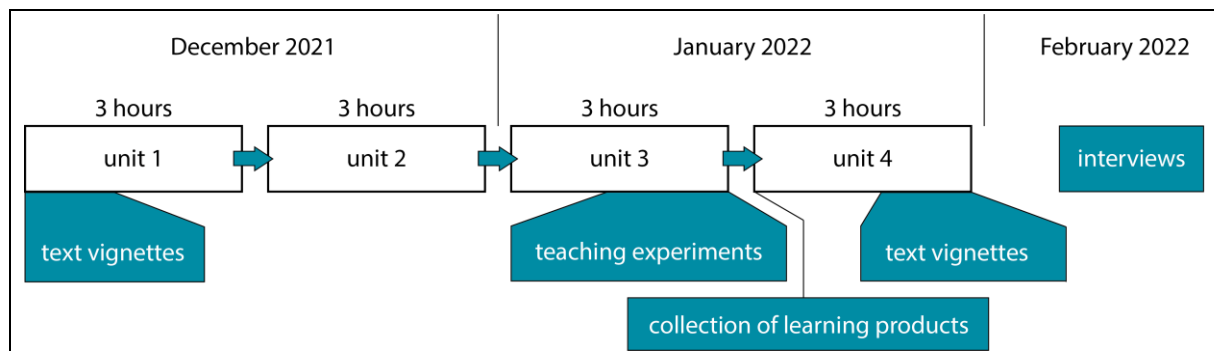 December 2021
January 2022
February 2022
3 hours
3 hours
3 hours
3 hours
unit 1
unit 2
unit 3
unit 4
interviews
text vignettes
teaching experiments
text vignettes
collection of learning products